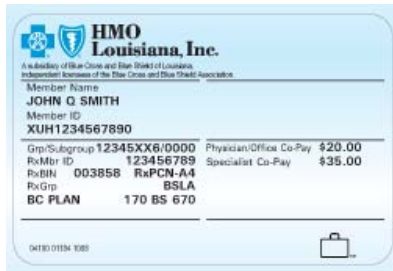 HMO
Louisiana, Inc.
A subsidiary of Blue Cross and Blue Shield of Louisiana.
Independent licensees of the Blue Cross and Blue Shield Association.
Member Name
JOHN Q SMITH
Member ID
XUH1234567890
Grp/Subgroup 12345XX6/0000 Physician/Office Co-Pay $20.00
RxMbr ID 123456789 Specialist Co-Pay $35.00
RxBIN 003858 RxPCN-A4
RxGrp BSLA
BC PLAN 170 BS 670